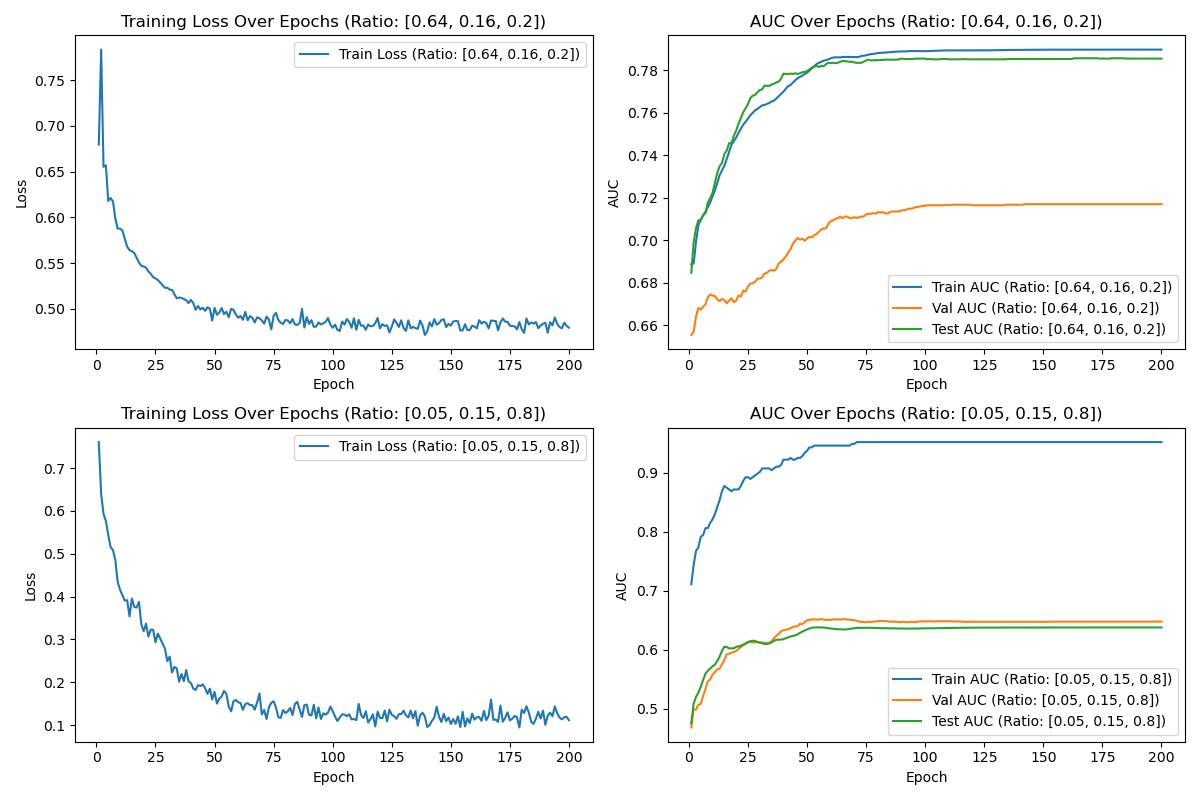 Training Loss Over Epochs (Ratio: [0.64, 0.16, 0.2])
Train Loss (Ratio: [0.64, 0.16, 0.2])
0.75
0.70
0.65
0.60
0.55
0.50
Loss
0 25 50 75 100 125 150 175 200
Epoch
AUC Over Epochs (Ratio: [0.64, 0.16, 0.2])
0.78
0.76
0.74
0.72
0.70
0.68
0.66
AUC
Train AUC (Ratio: [0.64, 0.16, 0.2])
Val AUC (Ratio: [0.64, 0.16, 0.2])
Test AUC (Ratio: [0.64, 0.16, 0.2])
0 25 50 75 100 125 150 175 200
Epoch
Training Loss Over Epochs (Ratio: [0.05, 0.15, 0.8])
Train Loss (Ratio: [0.05, 0.15, 0.8])
0.7
0.6
0.5
0.4
0.3
0.2
0.1
Loss
0 25 50 75 100 125 150 175 200
Epoch
AUC Over Epochs (Ratio: [0.05, 0.15, 0.8])
0.9
0.8
0.7
0.6
0.5
AUC
Train AUC (Ratio: [0.05, 0.15, 0.8])
Val AUC (Ratio: [0.05, 0.15, 0.8])
Test AUC (Ratio: [0.05, 0.15, 0.8])
0 25 50 75 100 125 150 175 200
Epoch